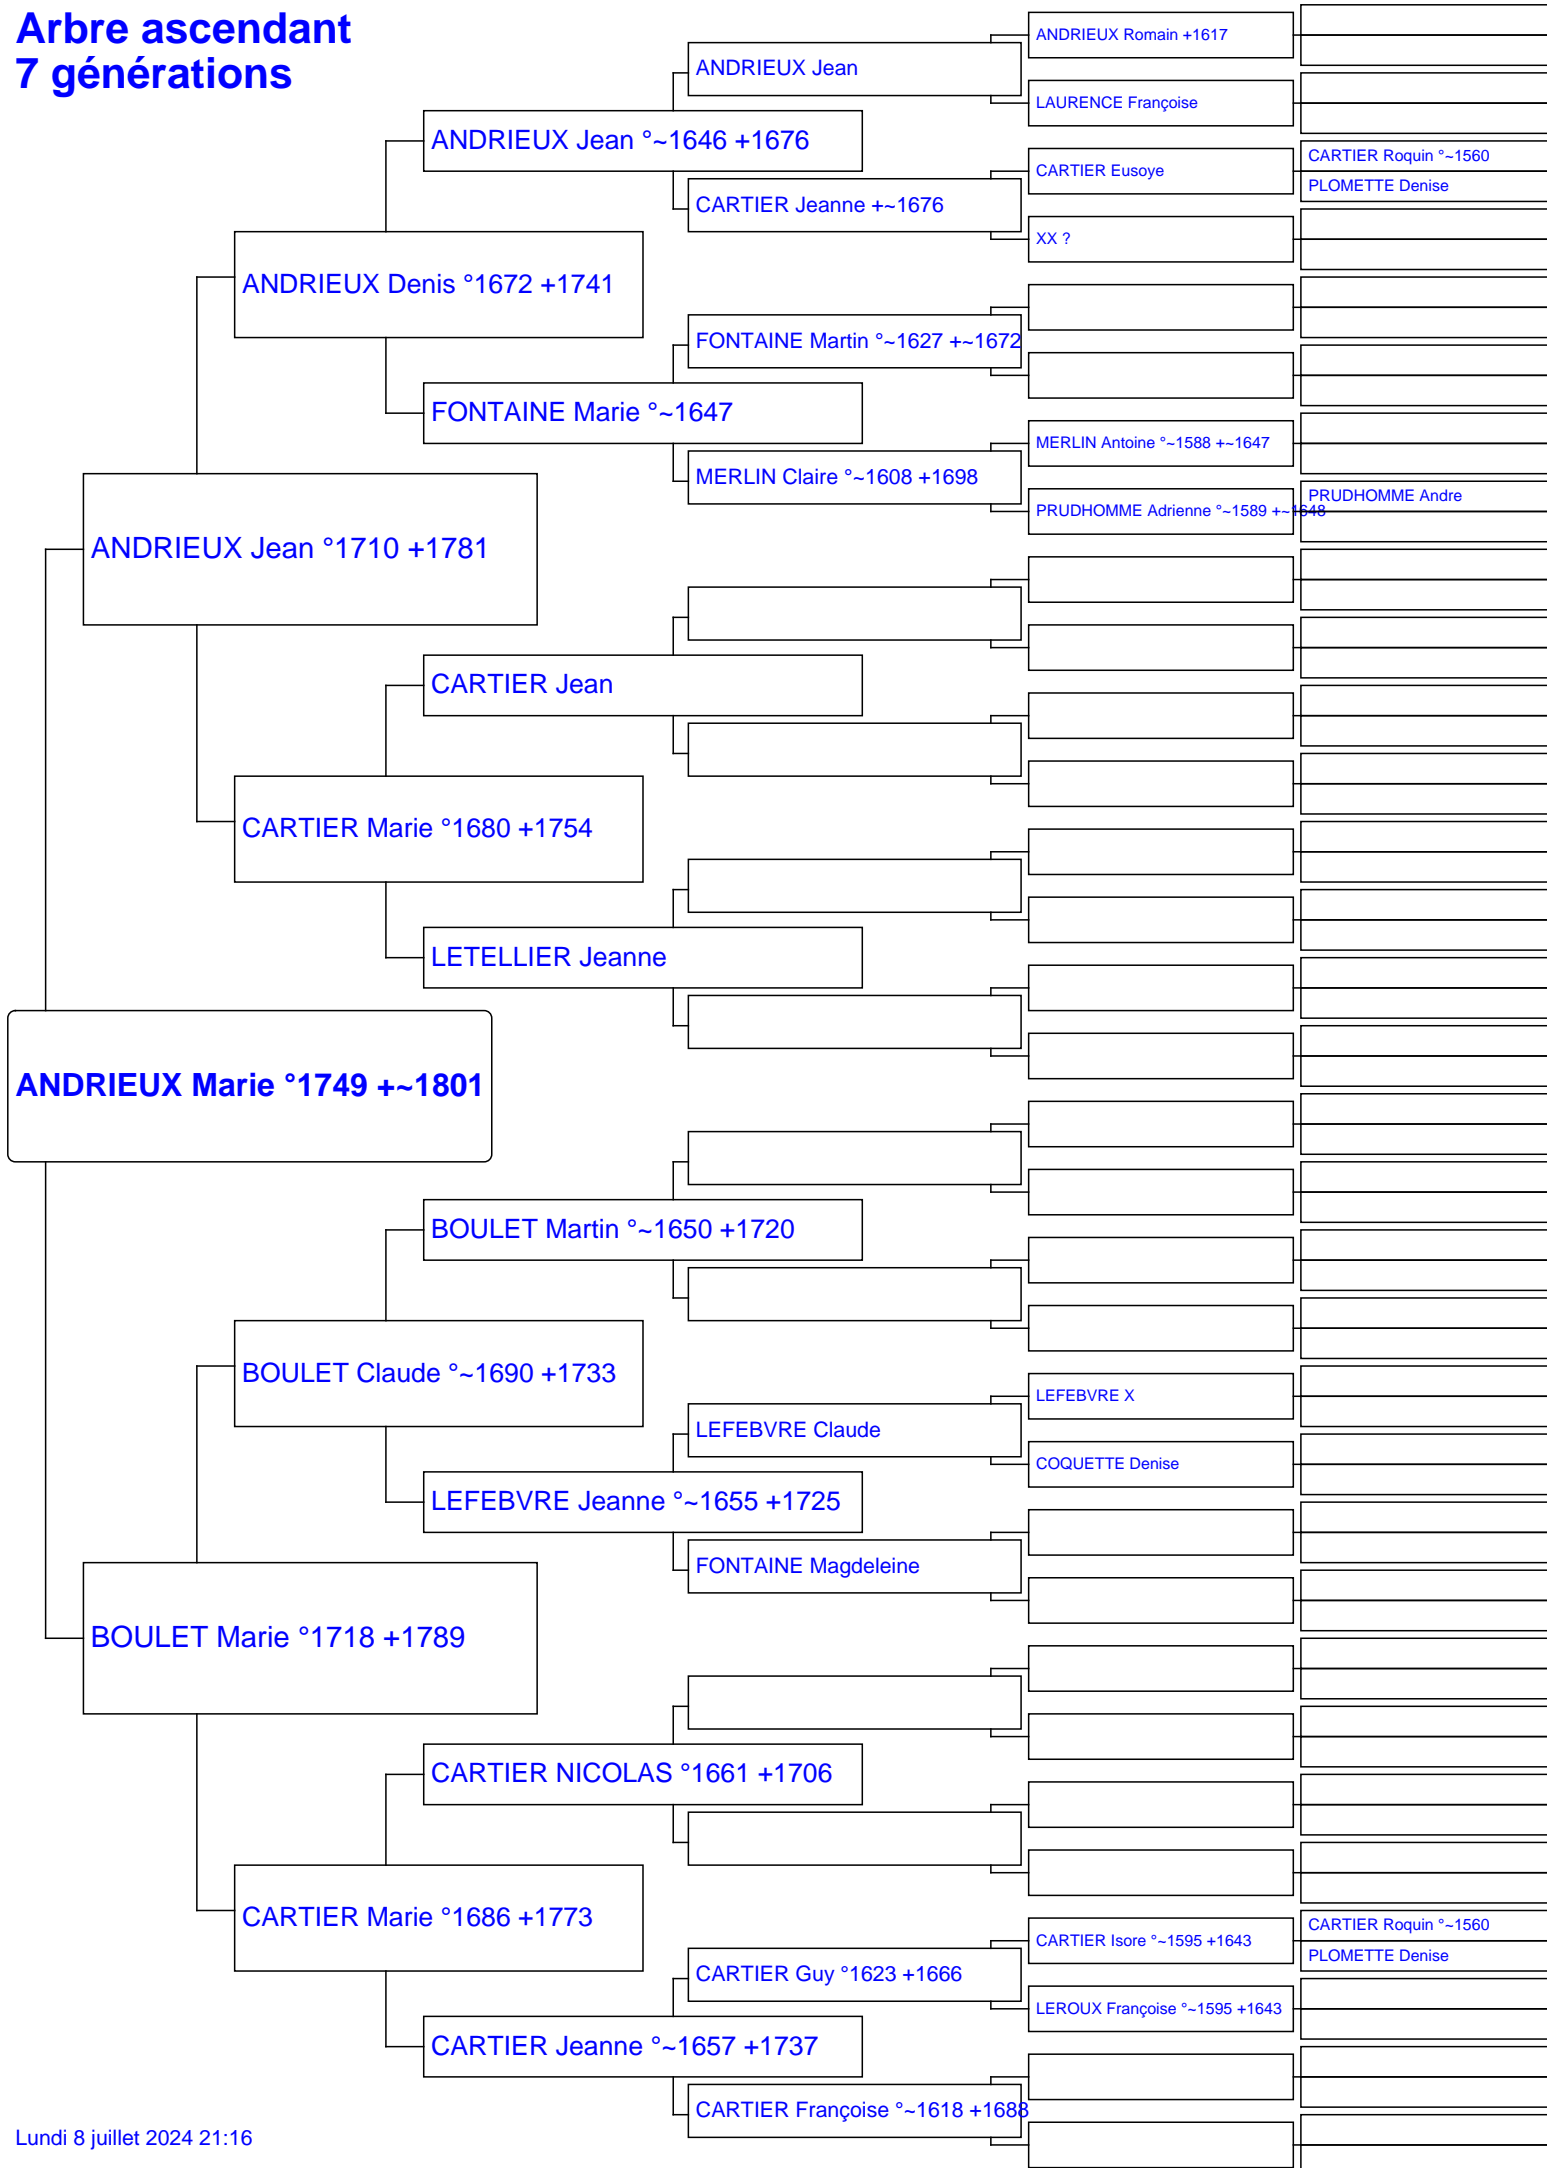 Arbre ascendant
7 générations
ANDRIEUX Romain +1617
ANDRIEUX Jean
LAURENCE Françoise
ANDRIEUX Jean °~1646 +1676
CARTIER Roquin °~1560
CARTIER Eusoye
PLOMETTE Denise
CARTIER Jeanne +~1676
XX ?
ANDRIEUX Denis °1672 +1741
FONTAINE Martin °~1627 +~1672
FONTAINE Marie °~1647
MERLIN Antoine °~1588 +~1647
MERLIN Claire °~1608 +1698
PRUDHOMME Andre
PRUDHOMME Adrienne °~1589 +~1648
ANDRIEUX Jean °1710 +1781
CARTIER Jean
CARTIER Marie °1680 +1754
LETELLIER Jeanne
ANDRIEUX Marie °1749 +~1801
BOULET Martin °~1650 +1720
BOULET Claude °~1690 +1733
LEFEBVRE X
LEFEBVRE Claude
COQUETTE Denise
LEFEBVRE Jeanne °~1655 +1725
FONTAINE Magdeleine
BOULET Marie °1718 +1789
CARTIER NICOLAS °1661 +1706
CARTIER Marie °1686 +1773
CARTIER Roquin °~1560
CARTIER Isore °~1595 +1643
PLOMETTE Denise
CARTIER Guy °1623 +1666
LEROUX Françoise °~1595 +1643
CARTIER Jeanne °~1657 +1737
CARTIER Françoise °~1618 +1688
Lundi 8 juillet 2024 21:16